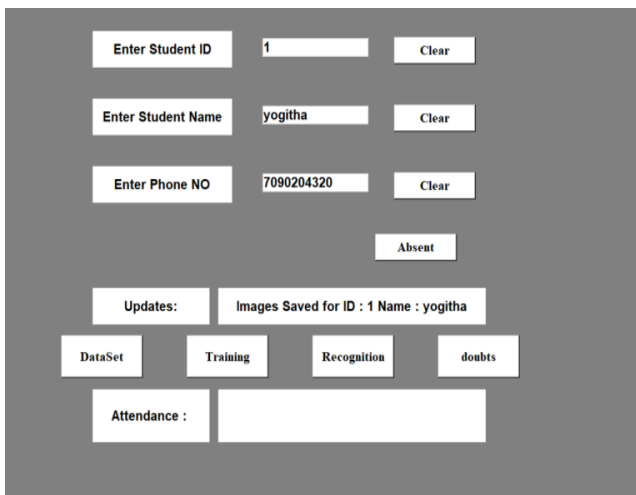 Enter Student ID 1 Clear
Enter Student Name yogitha Clear
Enter Phone NO 7090204320 Clear
Absent
Updates: Images Saved for ID : 1 Name : yogitha
DataSet Training Recognition doubts
Attendance :